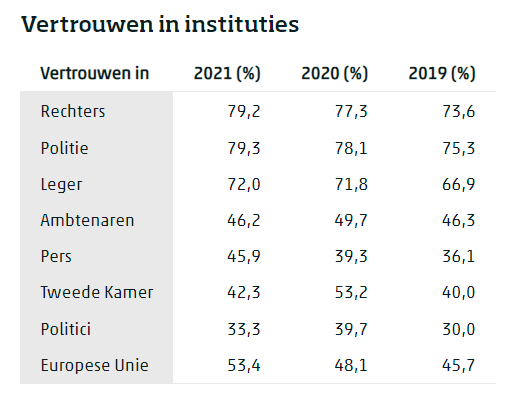 Vertrouwen in instituties
Vertrouwen in 2021 (%) 2020 (%) 2019 (%)
Rechters 79,2 77,3 73,6
Politie 79,3 78,1 75,3
Leger 72,0 71,8 66,9
Ambtenaren 46,2 49,7 46,3
Pers 45,9 39,3 36,1
Tweede Kamer 42,3 53,2 40,0
Politici 33,3 39,7 30,0
Europese Unie 53,4 48,1 45,7